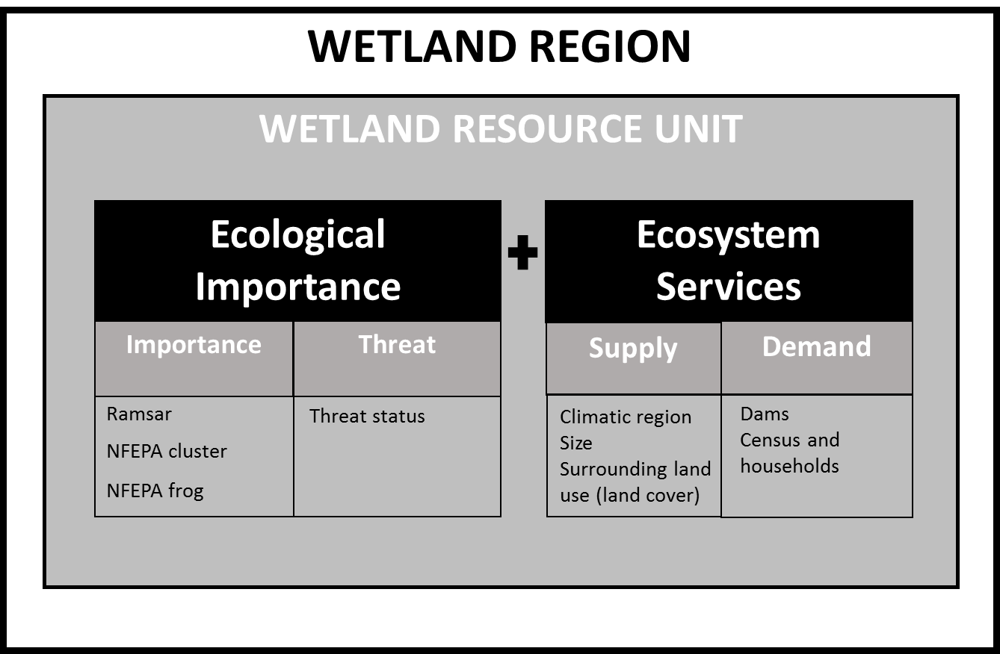 WETLAND REGION
WETLAND RESOURCE UNIT
Ecological
Importance
+
Ecosystem
Services
Importance
Threat
Supply
Demand
Ramsar
NFEPA cluster
NFEPA frog
Threat status
Climatic region
Size
Surrounding land
use (land cover)
Dams
Census and
households